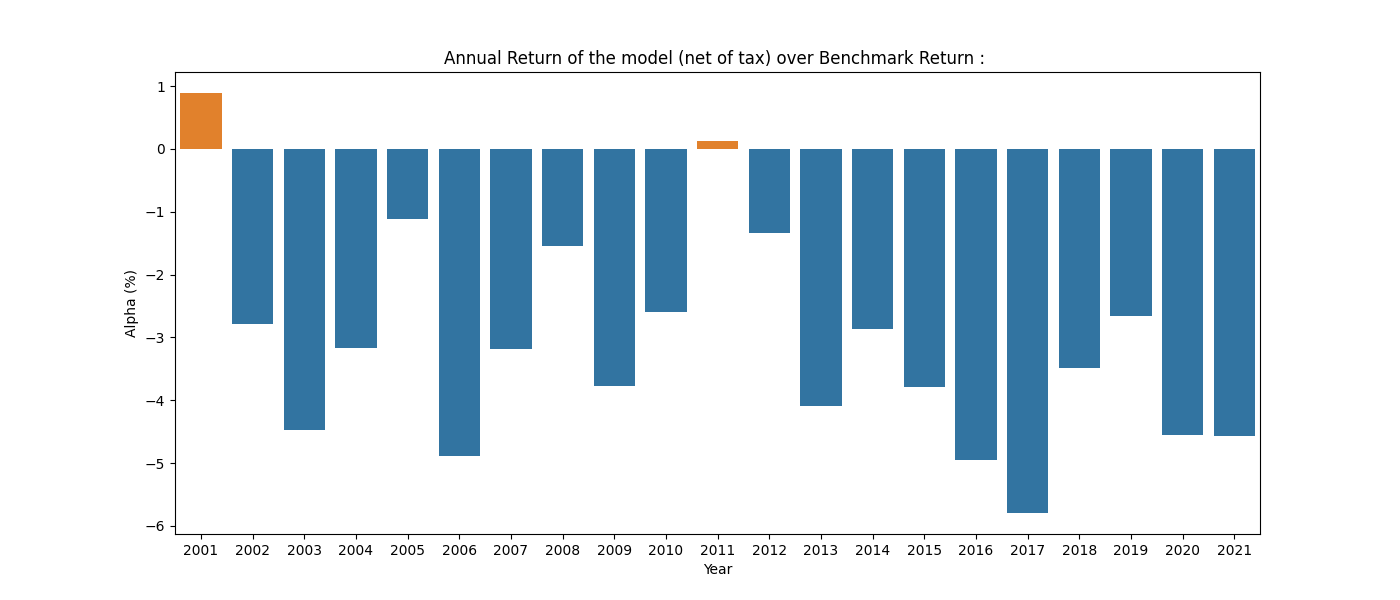 Annual Return of the model (net of tax) over Benchmark Return :
Alpha (%)
1
0
−1
−2
−3
−4
−5
−6
2001 2002 2003 2004 2005 2006 2007 2008 2009 2010 2011 2012 2013 2014 2015 2016 2017 2018 2019 2020 2021
Year